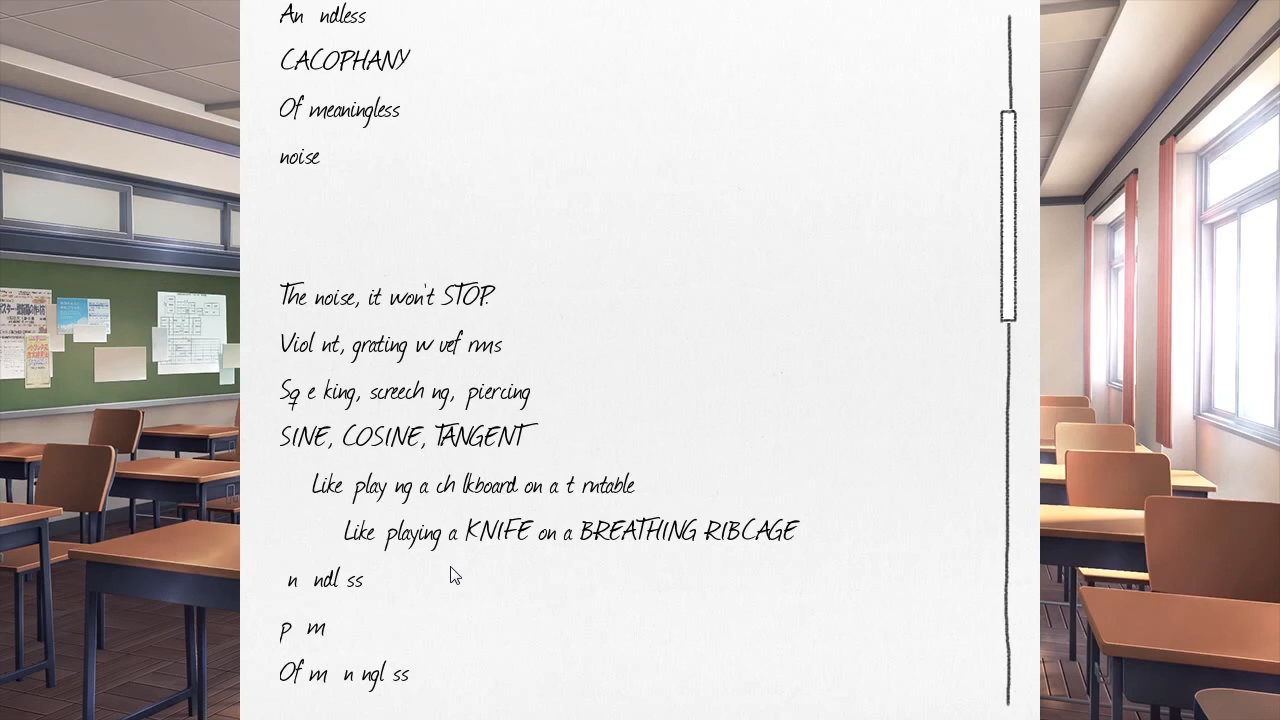 An ndless
CACOPHANY
Of meaningless
noise
The noise, it won't STOP.
Viol nt, grating w vef rms
Sq e king, screech ng, piercing
SINE, COSINE, TANGENT
Like play ng a ch lkboard on a t rntable
Like playing a KNIFE on a BREATHING RIBCAGE
n ndl ss
p m
Of m n ngl ss